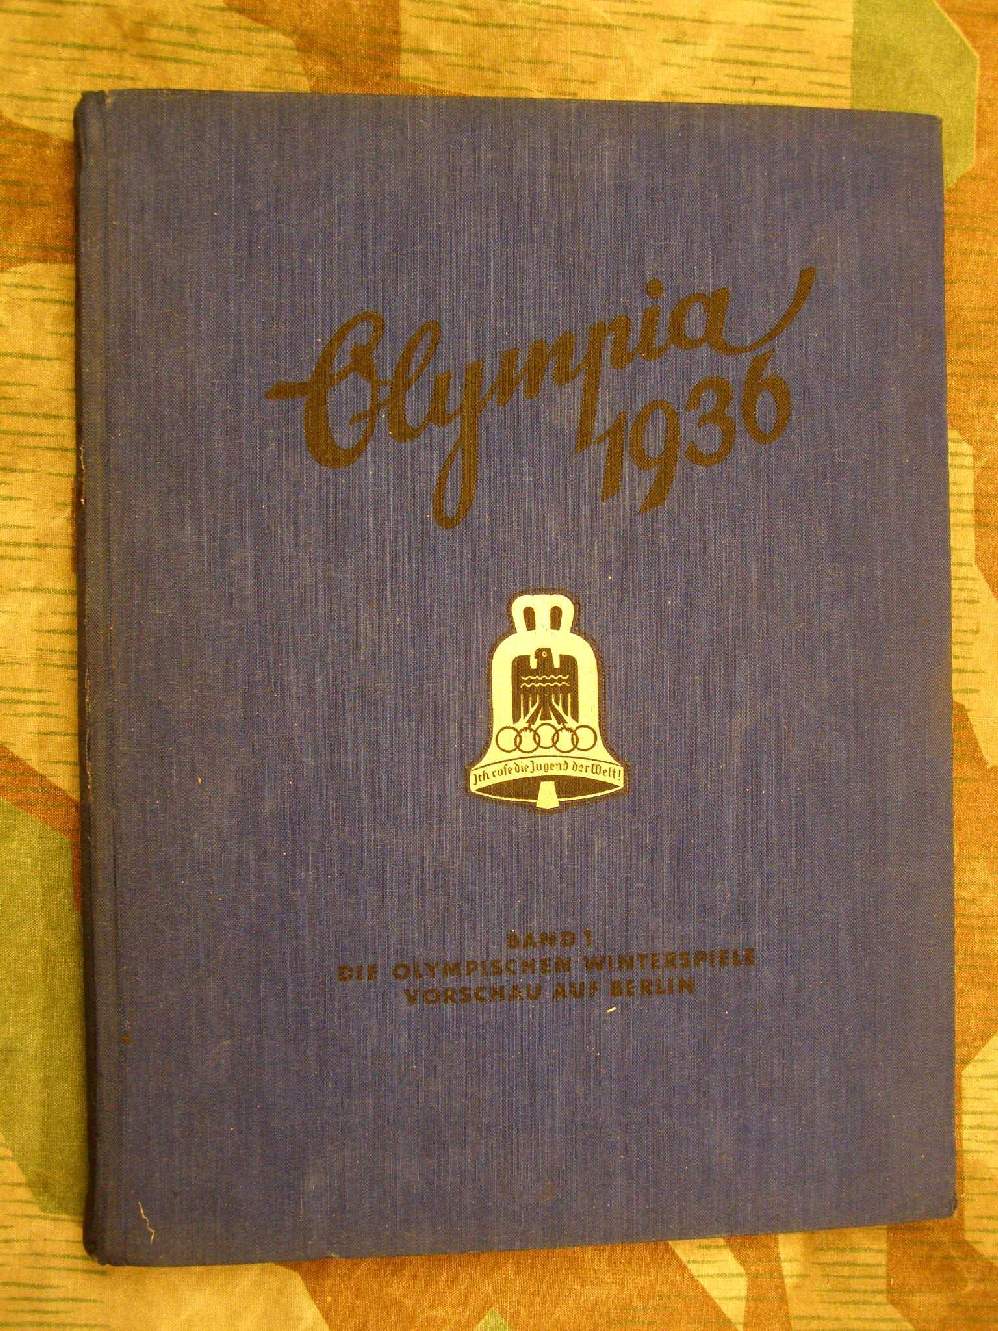 Olympia
1936
Ich rufe die Jugend der Welt!
BAND 1
DIE OLYMPISCHEN WINTERSPIELE
VORSCHAU AUF BERLIN